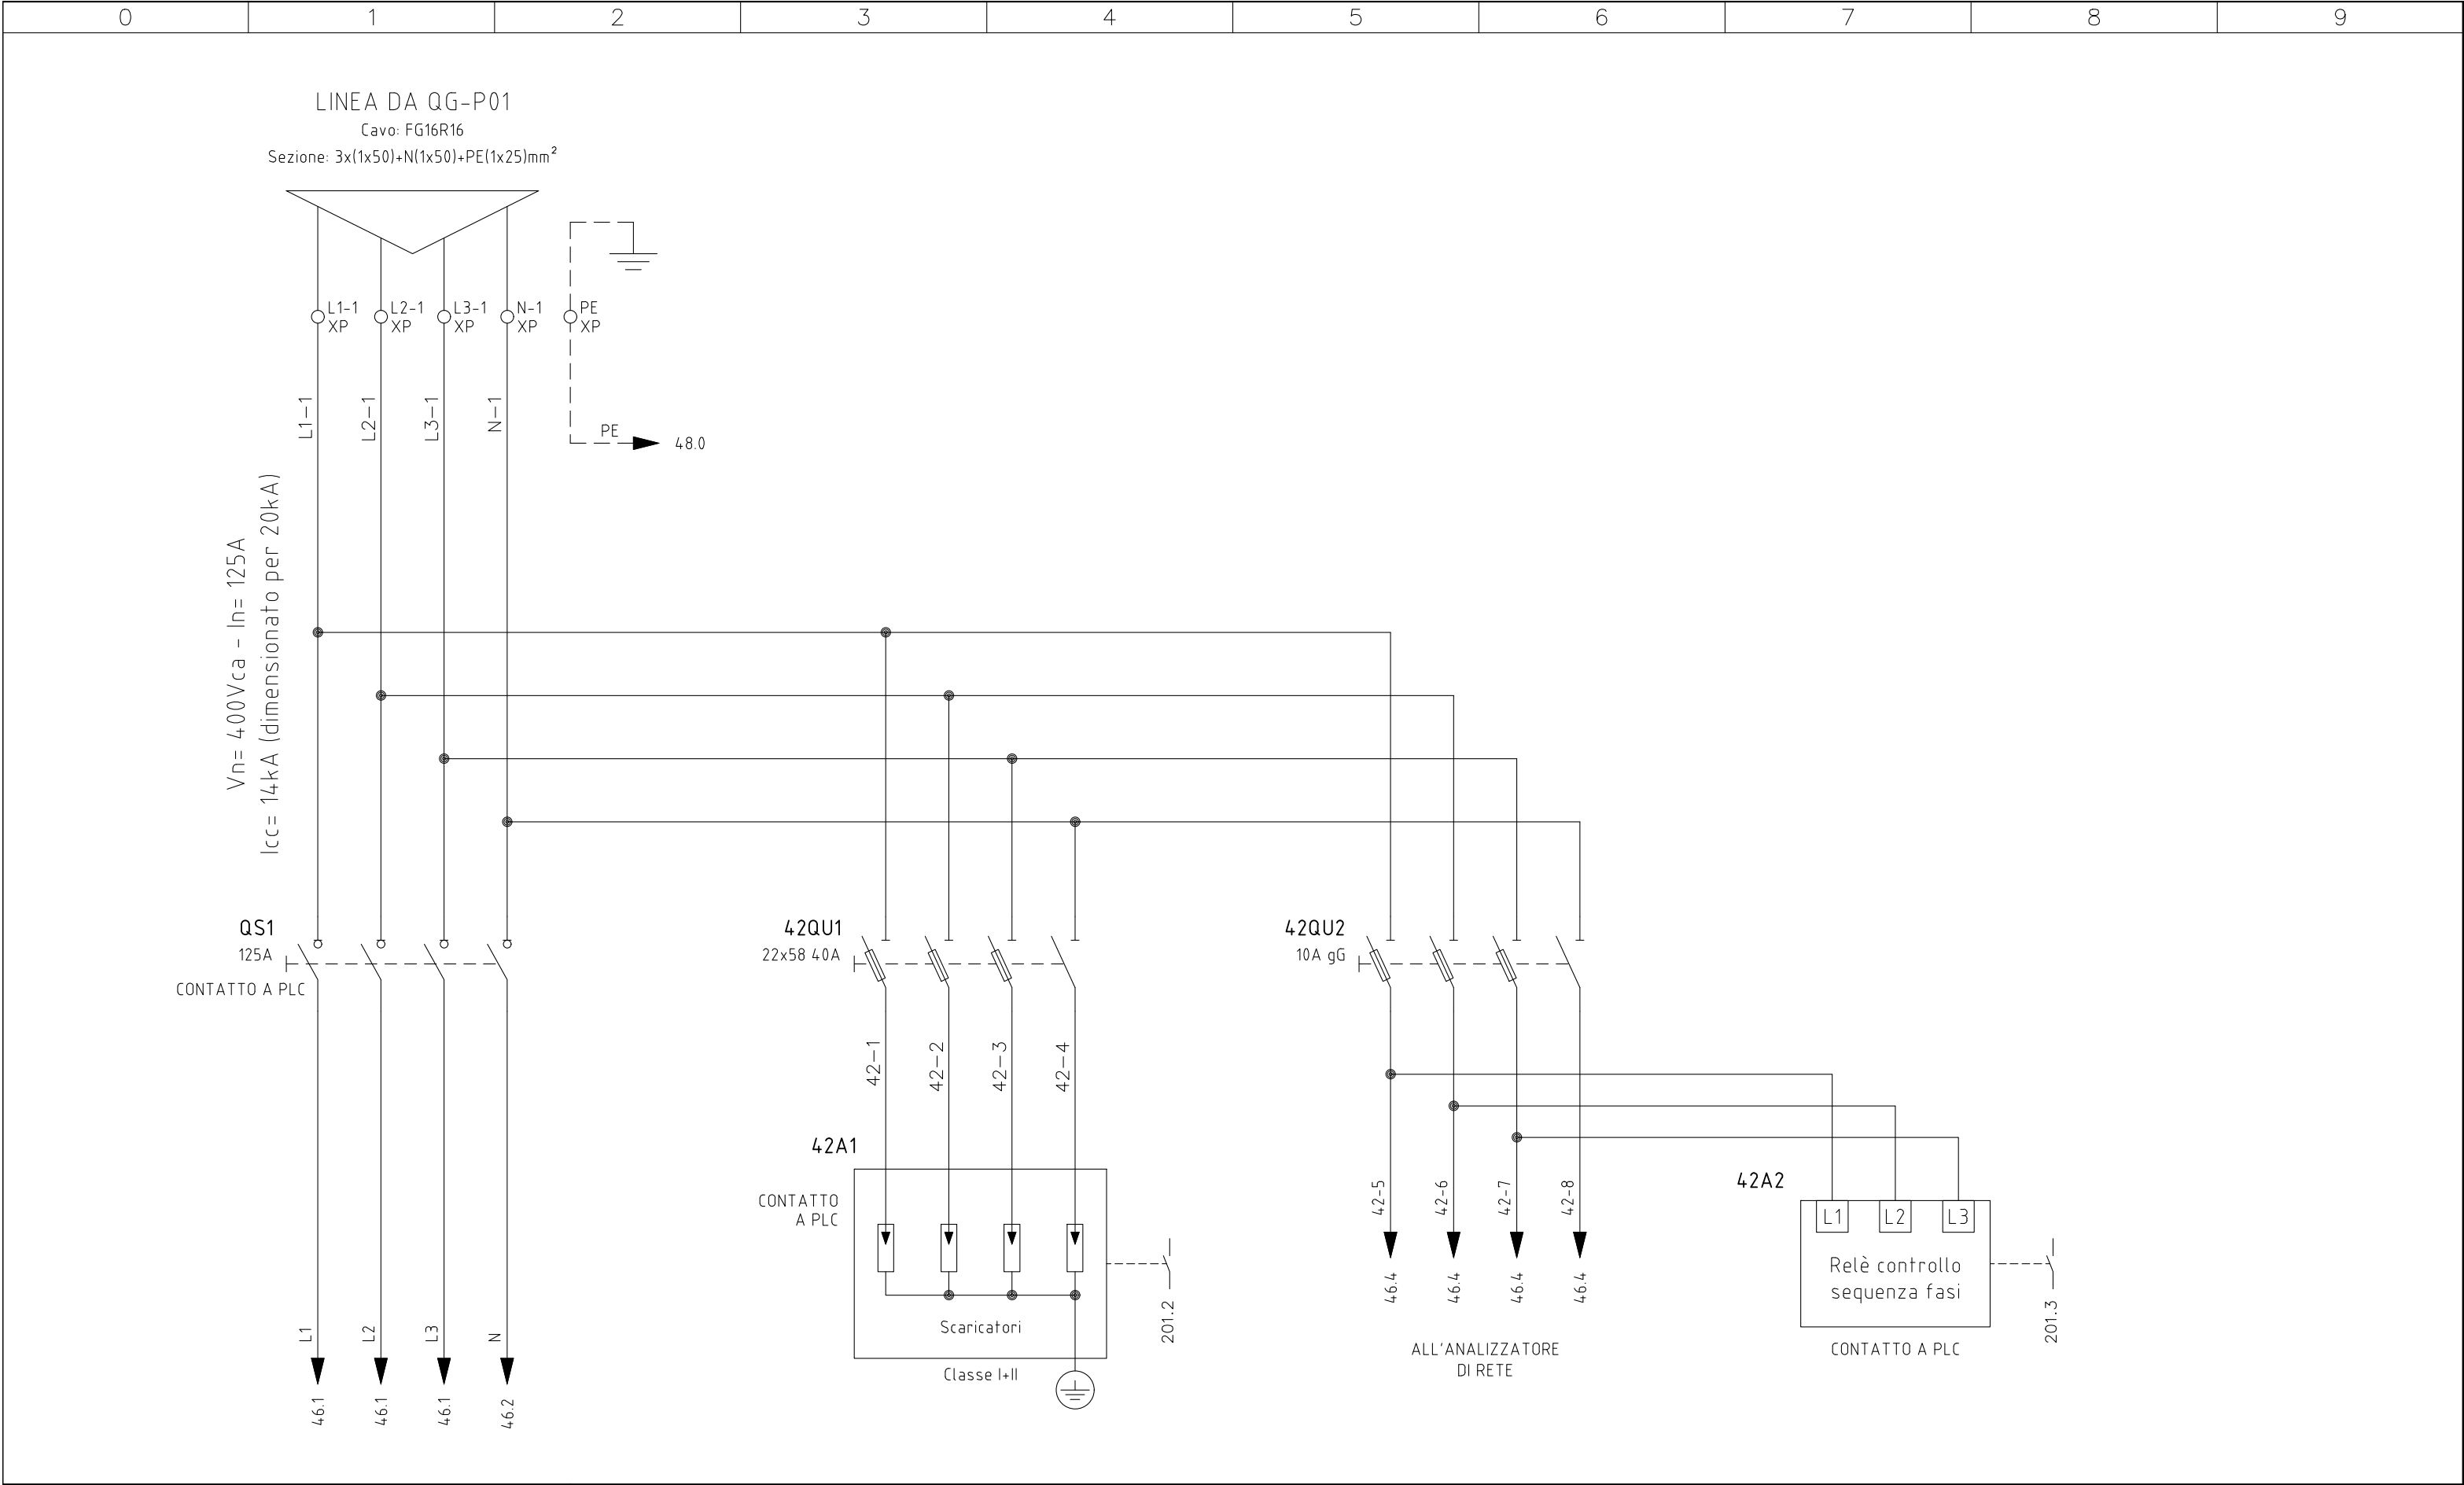 0 1 2 3 4 5 6 7 8 9
LINEA DA QG-P01
Cavo: FG16R16
Sezione: 3x(1x50)+N(1x50)+PE(1x25)mm²
L1-1
XP
L2-1
XP
L3-1
XP
N-1
XP
PE
XP
L1-1
L2-1
L3-1
N-1
PE
48.0
Vn= 400Vca - In= 125A
Icc= 14kA (dimensionato per 20kA)
QS1
125A
CONTATTO A PLC
42QU1
22x58 40A
42QU2
10A gG
42-1
42-2
42-3
42-4
42A1
CONTATTO
A PLC
Scaricatori
Classe I+II
201.2
42-5
42-6
42-7
42-8
46.4
46.4
46.4
46.4
ALL'ANALIZZATORE
DI RETE
42A2
L1
L2
L3
Relè controllo
sequenza fasi
CONTATTO A PLC
201.3
L1
L2
L3
N
46.1
46.1
46.1
46.2